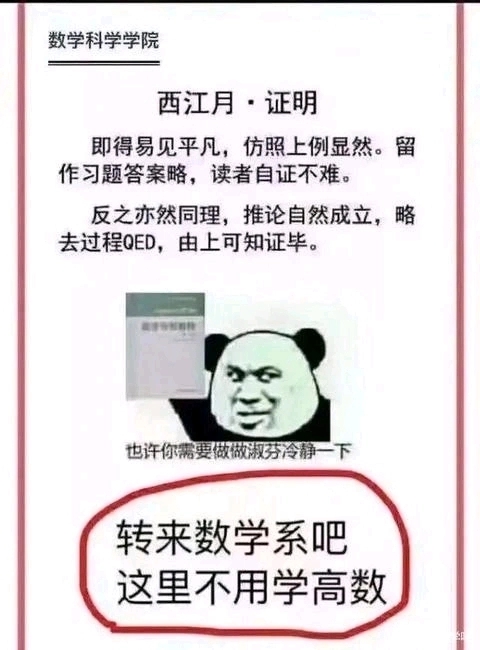 数学科学学院
西江月·证明
即得易见平凡，仿照上例显然。留
作习题答案略，读者自证不难。
反之亦然同理，推论自然成立，略
去过程QED，由上可知证毕。
也许你需要做做淑芬冷静一下
转来数学系吧
这里不用学高数